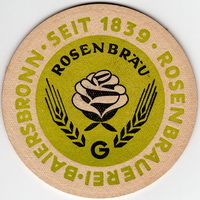 SEIT 1839 · ROSENBRAUEREI-BAIERSBRONN ·
ROSENBRÄU
G